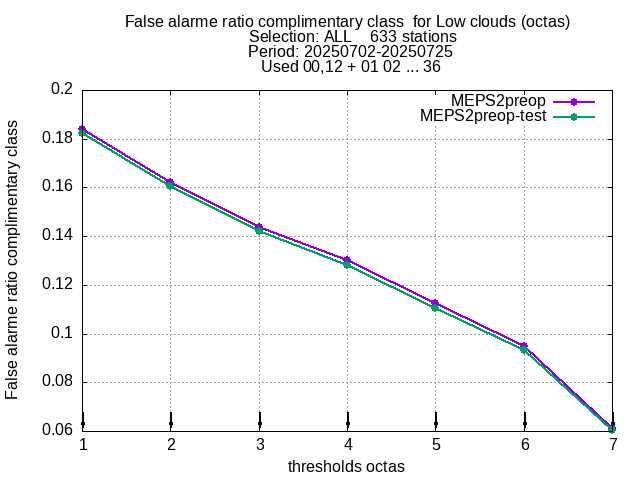 False alarme ratio complimentary class  for Low clouds (octas)
Selection: ALL    633 stations
Period: 20250702-20250725
Used 00,12 + 01 02 ... 36
MEPS2preop
MEPS2preop-test
False alarme ratio complimentary class
0.2
0.18
0.16
0.14
0.12
0.1
0.08
0.06
1 2 3 4 5 6 7
thresholds octas